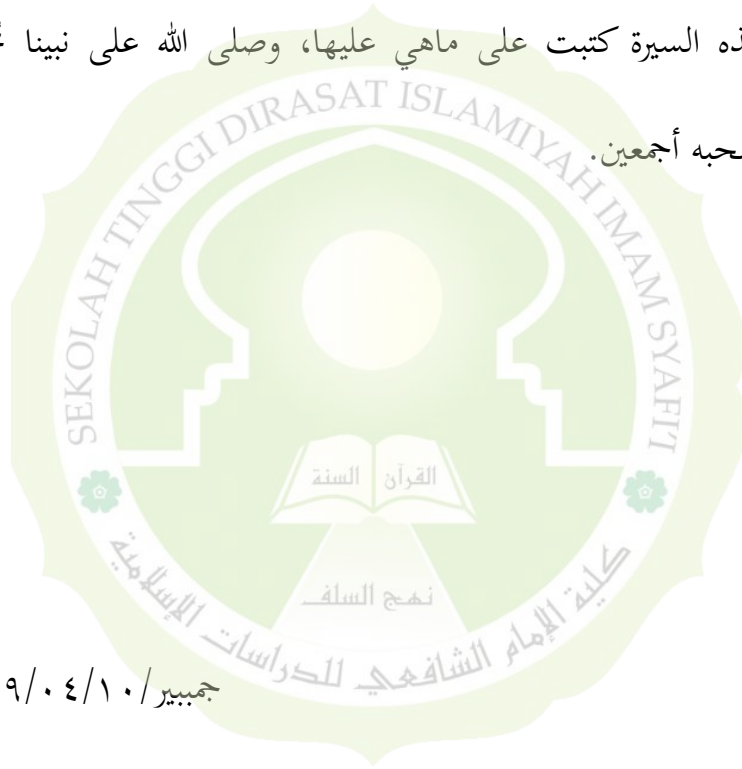 ذه السيرة كتبت على ماهي عليها، وصلى الله على نبينا
حبه أجمعين.
SEKOLAH TINGGI DIRASAT ISLAMIYAH IMAM SYAFI'I
القرآن السنة
نهج السلف
كلية الإمام الشافعي للدراسات الإسلامية
جمببير/٩/٠٤/١٠